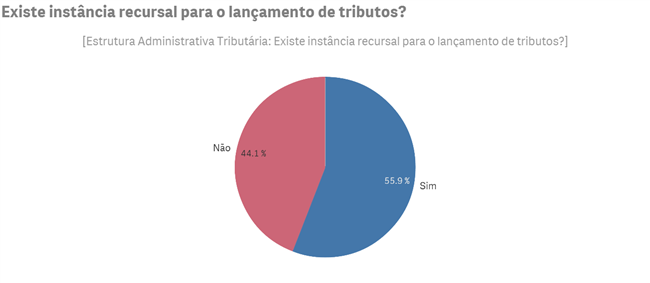 Existe instância recursal para o lançamento de tributos?
[Estrutura Administrativa Tributária: Existe instância recursal para o lançamento de tributos?]
Não
44.1 %
55.9 %
Sim